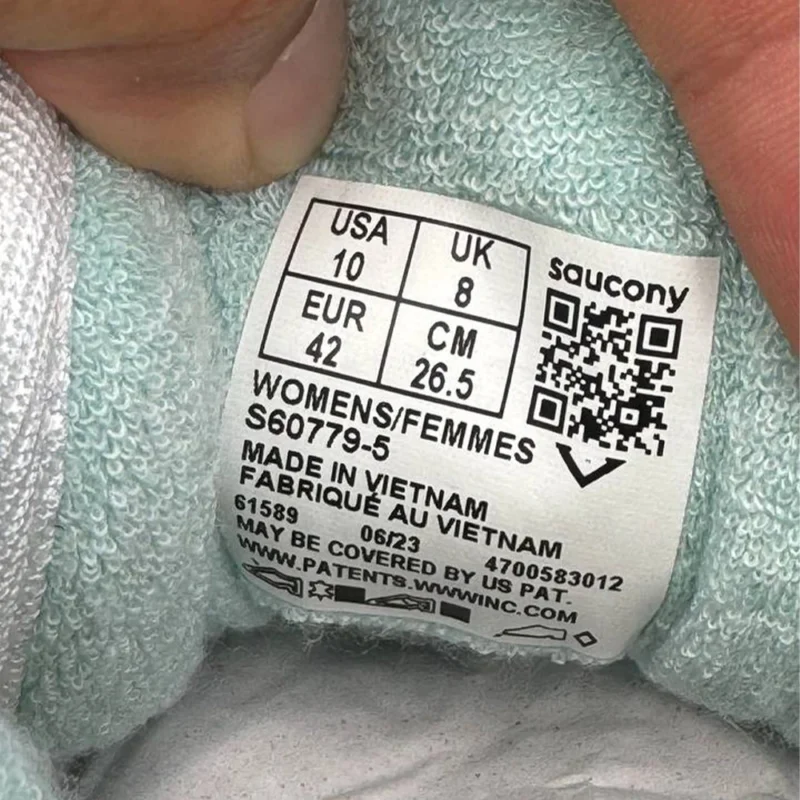 USA
10
UK
8
EUR
42
CM
26.5
saucony
WOMENS/FEMMES
S60779-5
MADE IN VIETNAM
FABRIQUÉ AU VIETNAM
61589 06/23 4700583012
MAY BE COVERED BY US PAT.
WWW.PATENTS.WWWINC.COM